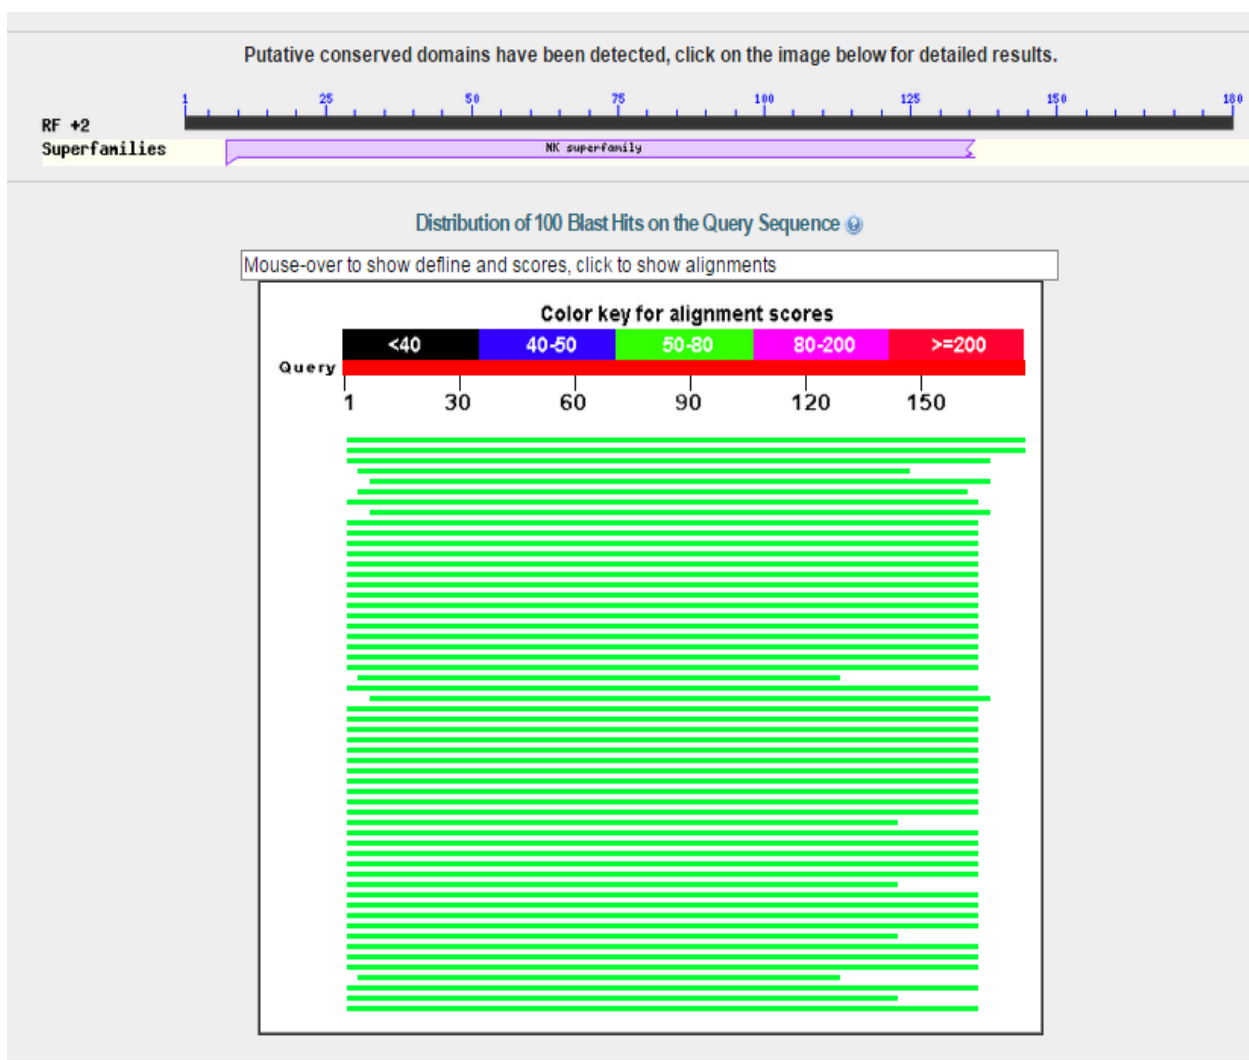 Putative conserved domains have been detected, click on the image below for detailed results.
1 25 50 75 100 125 150 180
RF +2
Superfamilies NK superfamily
Distribution of 100 Blast Hits on the Query Sequence
Mouse-over to show defline and scores, click to show alignments
Color key for alignment scores
<40 40-50 50-80 80-200 >=200
Query
1 30 60 90 120 150